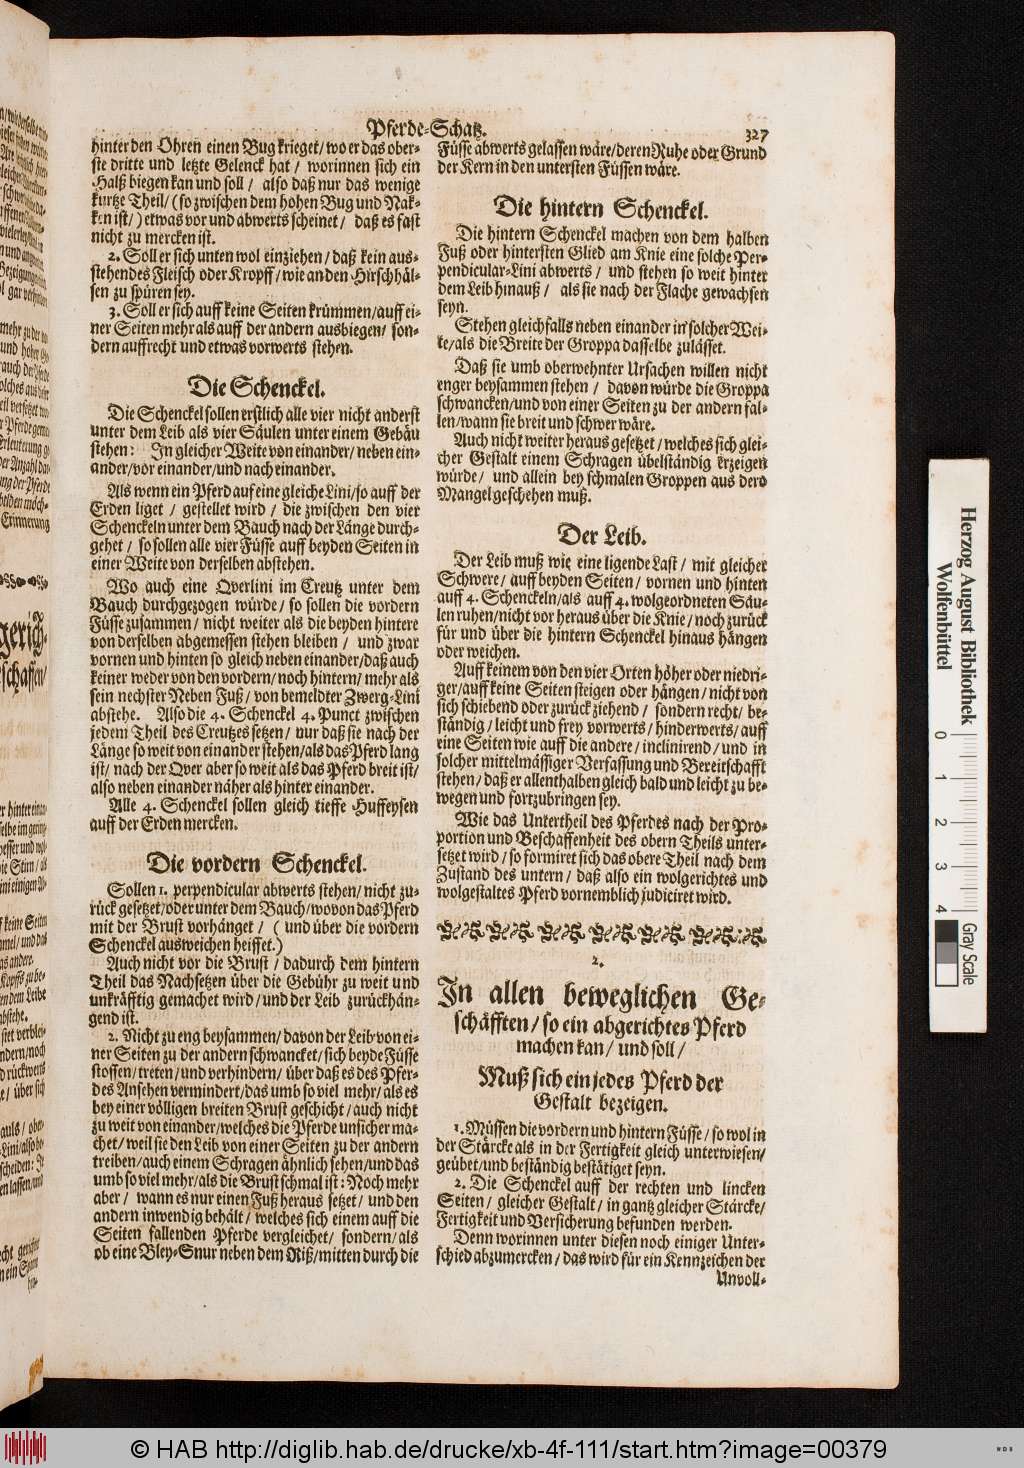 Pferde-Schatz.
327
hinter den Ohren einen Bug krieget/ wo er das ober-
ste dritte und letzte Gelenck hat / worinnen sich ein
Halß biegen kan und soll / also daß nur das wenige
kurtze Theil/ (so zwischen dem hohen Bug und Nak-
ken ist/) etwas vor und abwerts scheinet / daß es fast
nicht zu mercken ist.
2. Soll er sich unten wol einziehen/ daß kein aus-
stehendes Fleisch oder Kropff/ wie an den Hirschhäl-
sen zu spüren sey.
3. Soll er sich auff keine Seiten krümmen/ auff ei-
ner Seiten mehr als auff der andern ausbiegen/ son-
dern auffrecht und etwas vorwerts stehen.
Die Schenckel.
Die Schenckel sollen erstlich alle vier nicht anderst
unter dem Leib als vier Säulen unter einem Gebäu
stehen: In gleicher Weite von einander/ neben ein-
ander/ vor einander/ und nach einander.
Als wenn ein Pferd auf eine gleiche Lini/ so auff der
Erden liget / gestellet wird / die zwischen den vier
Schenckeln unter dem Bauch nach der Länge durch-
gehet / so sollen alle vier Füsse auff beyden Seiten in
einer Weite von derselben abstehen.
Wo auch eine Overlini im Creutz unter dem
Bauch durchgezogen würde/ so sollen die vordern
Füsse zusammen/ nicht weiter als die beyden hintere
von derselben abgemessen stehen bleiben / und zwar
vornen und hinten so gleich neben einander/ daß auch
keiner weder von den vordern/ noch hintern/ mehr als
sein nechster Neben Fuß/ von bemeldter Zwerg-Lini
abstehe. Also die 4. Schenckel 4. Punct zwischen
jedem Theil des Creutzes setzen/ nur daß sie nach der
Länge so weit von einander stehen/ als das Pferd lang
ist/ nach der Over aber so weit als das Pferd breit ist/
also neben einander näher als hinter einander.
Alle 4. Schenckel sollen gleich tieffe Huffeysen
auff der Erden mercken.
Die vordern Schenckel.
Sollen 1. perpendicular abwerts stehen/ nicht zu-
rück gesetzet/ oder unter dem Bauch/ wovon das Pferd
mit der Brust vorhänget / ( und über die vordern
Schenckel ausweichen heisset.)
Auch nicht vor die Brust / dadurch dem hintern
Theil das Nachsetzen über die Gebühr zu weit und
unkräfftig gemachet wird/ und der Leib zurückhän-
gend ist.
2. Nicht zu eng beysammen/ davon der Leib von ei-
ner Seiten zu der andern schwancket/ sich beyde Füsse
stossen/ treten/ und verhindern/ über daß es des Pfer-
des Ansehen vermindert/ das umb so viel mehr/ als es
bey einer völligen breiten Brust geschicht/ auch nicht
zu weit von einander/ welches die Pferde unsicher ma-
chet/ weil sie den Leib von einer Seiten zu der andern
treiben/ auch einem Schragen ähnlich sehen/ und das
umb so viel mehr/ als die Brust schmal ist: Noch mehr
aber / wann es nur einen Fuß heraus setzet/ und den
andern inwendig behält/ welches sich einem auff die
Seiten fallenden Pferde vergleichet/ sondern/ als
ob eine Bley-Snur neben dem Riß/ mitten durch die
Füsse abwerts gelassen wäre/ deren Ruhe oder Grund
der Kern in den untersten Füssen wäre.
Die hintern Schenckel.
Die hintern Schenckel machen von dem halben
Fuß oder hintersten Glied am Knie eine solche Per-
pendicular-Lini abwerts / und stehen so weit hinter
dem Leib hinauß / als sie nach der Flache gewachsen
seyn.
Stehen gleichfalls neben einander in solcher Wei-
te/ als die Breite der Groppa dasselbe zulässet.
Daß sie umb oberwehnter Ursachen willen nicht
enger beysammen stehen / davon würde die Groppa
schwancken/ und von einer Seiten zu der andern fal-
len/ wann sie breit und schwer wäre.
Auch nicht weiter heraus gesetzet/ welches sich glei-
cher Gestalt einem Schragen übelständig erzeigen
würde/ und allein bey schmalen Groppen aus dero
Mangel geschehen muß.
Der Leib.
Der Leib muß wie eine ligende Last / mit gleicher
Schwere / auff beyden Seiten / vornen und hinten
auff 4. Schenckeln/ als auff 4. wolgeordneten Säu-
len ruhen/ nicht vor heraus über die Knie/ noch zurück
für und über die hintern Schenckel hinaus hängen
oder weichen.
Auff keinem von den vier Orten höher oder niedri-
ger/ auff keine Seiten steigen oder hängen/ nicht von
sich schiebend oder zurück ziehend / sondern recht/ be-
ständig / leicht und frey vorwerts / hinderwerts/ auff
eine Seiten wie auff die andere/ inclinirend/ und in
solcher mittelmässiger Verfassung und Bereitschafft
stehen/ daß er allenthalben gleich bald und leicht zu be-
wegen und fortzubringen sey.
Wie das Untertheil des Pferdes nach der Pro-
portion und Beschaffenheit des obern Theils unter-
setzet wird/ so formiret sich das obere Theil nach dem
Zustand des untern/ daß also ein wolgerichtes und
wolgestaltes Pferd vornemblich judiciret wird.
2.
In allen beweglichen Ge-
schäfften/ so ein abgerichtes Pferd
machen kan/ und soll/
Muß sich ein jedes Pferd der
Gestalt bezeigen.
1. Müssen die vordern und hintern Füsse/ so wol in
der Stärcke als in der Fertigkeit gleich unterwiesen/
geübet/ und beständig bestätiget seyn.
2. Die Schenckel auff der rechten und lincken
Seiten/ gleicher Gestalt/ in gantz gleicher Stärcke/
Fertigkeit und Versicherung befunden werden.
Denn worinnen unter diesen noch einiger Unter-
schied abzumercken/ das wird für ein Kennzeichen der
Unvoll-
Herzog August Bibliothek
Wolfenbüttel
0 1 2 3 4
Gray Scale
© HAB http://diglib.hab.de/drucke/xb-4f-111/start.htm?image=00379